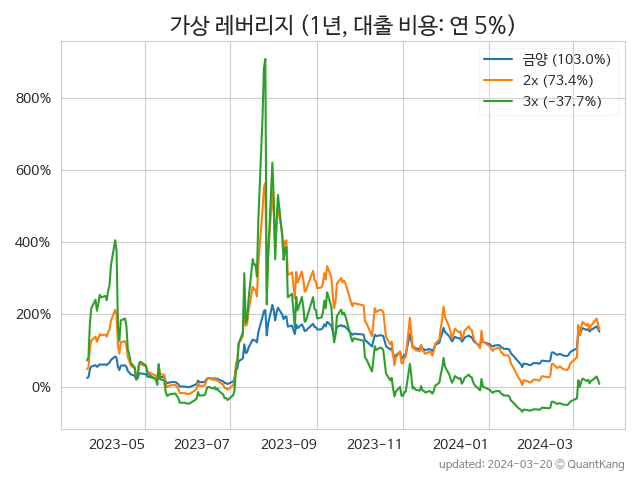 가상 레버리지 (1년, 대출 비용: 연 5%)
금양 (103.0%)
2x (73.4%)
3x (-37.7%)
800%
600%
400%
200%
0%
2023-05 2023-07 2023-09 2023-11 2024-01 2024-03
updated: 2024-03-20 © QuantKang